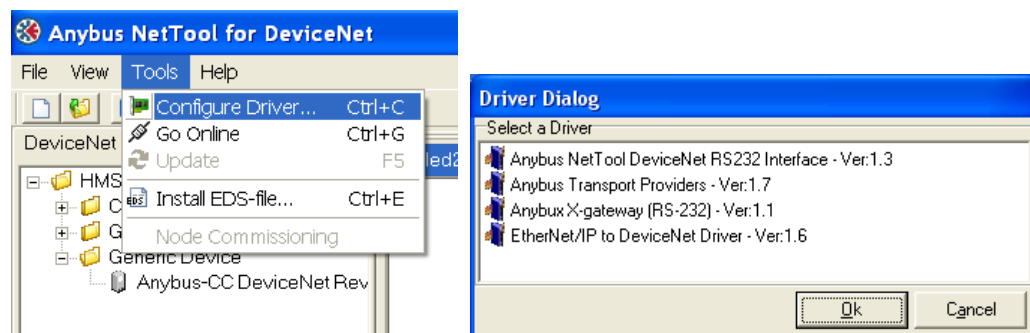 Anybus NetTool for DeviceNet
File View Tools Help
Configure Driver... Ctrl+C
Go Online Ctrl+G
Update F5
EDS Install EDS-file... Ctrl+E
Node Commissioning
DeviceNet
HMS
C
G
Generic Device
Anybus-CC DeviceNet Rev
led2
Driver Dialog
Select a Driver
Anybus NetTool DeviceNet RS232 Interface - Ver:1.3
Anybus Transport Providers - Ver:1.7
Anybux X-gateway (RS-232) - Ver:1.1
EtherNet/IP to DeviceNet Driver - Ver:1.6
Ok Cancel